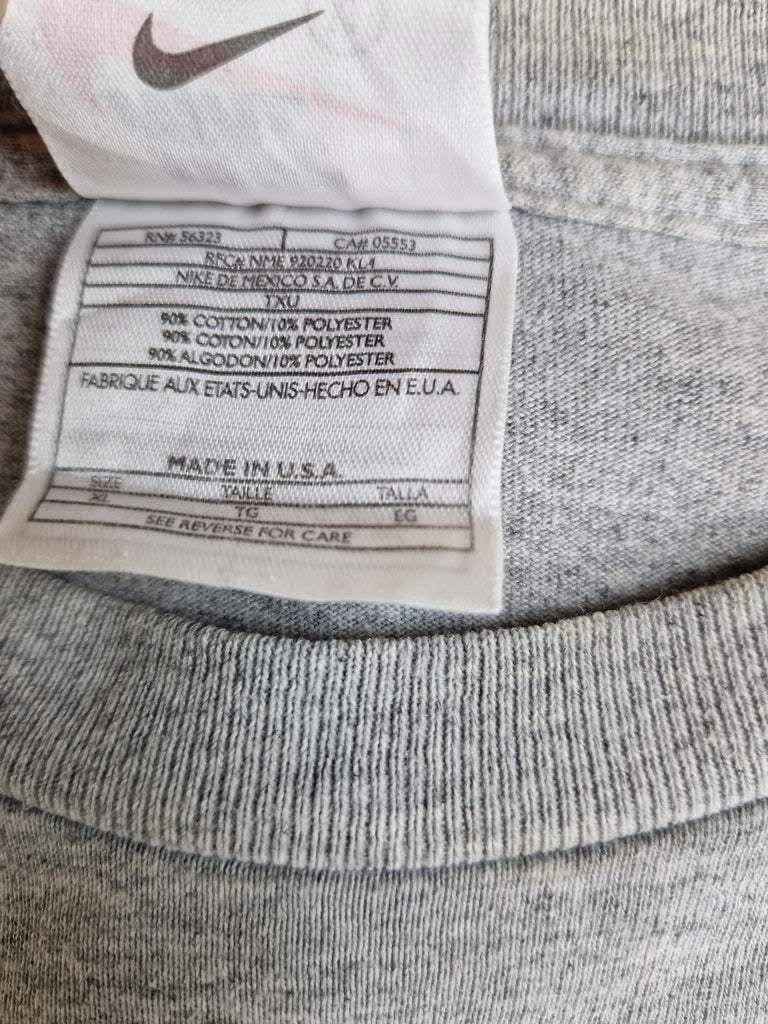 RN# 56323 CA# 05553
RFC# NME 920220 KL4
NIKE DE MEXICO S.A. DE C.V.
TXU
90% COTTON/10% POLYESTER
90% COTON/10% POLYESTER
90% ALGODON/10% POLYESTER
FABRIQUE AUX ETATS-UNIS-HECHO EN E.U.A.
MADE IN U.S.A.
SIZE TAILLE TALLA
XL TG EG
SEE REVERSE FOR CARE